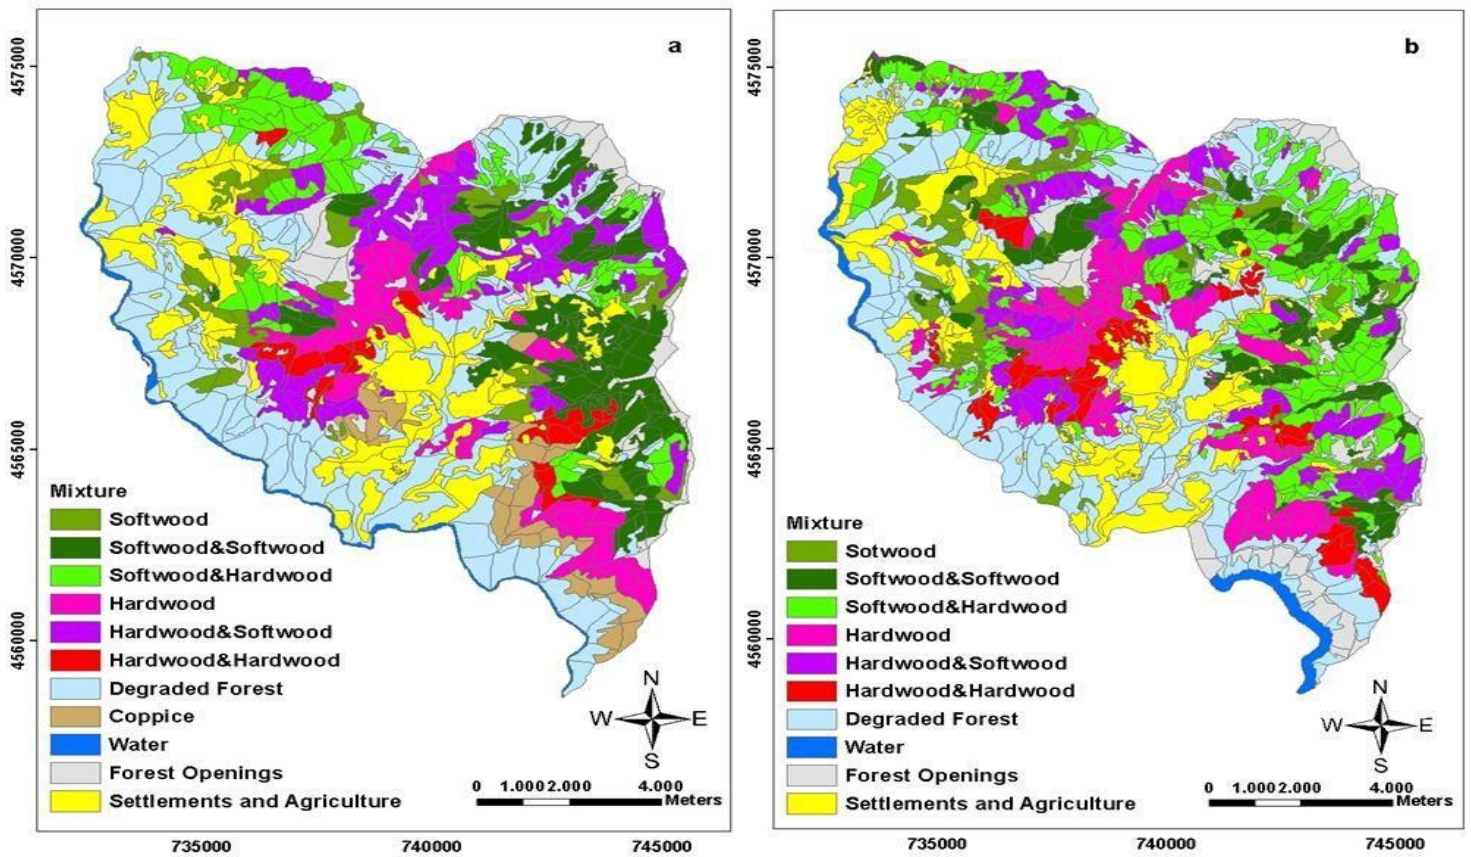 a
4575000
4570000
4565000
4560000
Mixture
Softwood
Softwood&Softwood
Softwood&Hardwood
Hardwood
Hardwood&Softwood
Hardwood&Hardwood
Degraded Forest
Coppice
Water
Forest Openings
Settlements and Agriculture
N
W E
S
0 1.000 2.000 4.000
Meters
735000 740000 745000
b
4575000
4570000
4565000
4560000
Mixture
Sotwood
Softwood&Softwood
Softwood&Hardwood
Hardwood
Hardwood&Softwood
Hardwood&Hardwood
Degraded Forest
Water
Forest Openings
Settlements and Agriculture
N
W E
S
0 1.000 2.000 4.000
Meters
735000 740000 745000